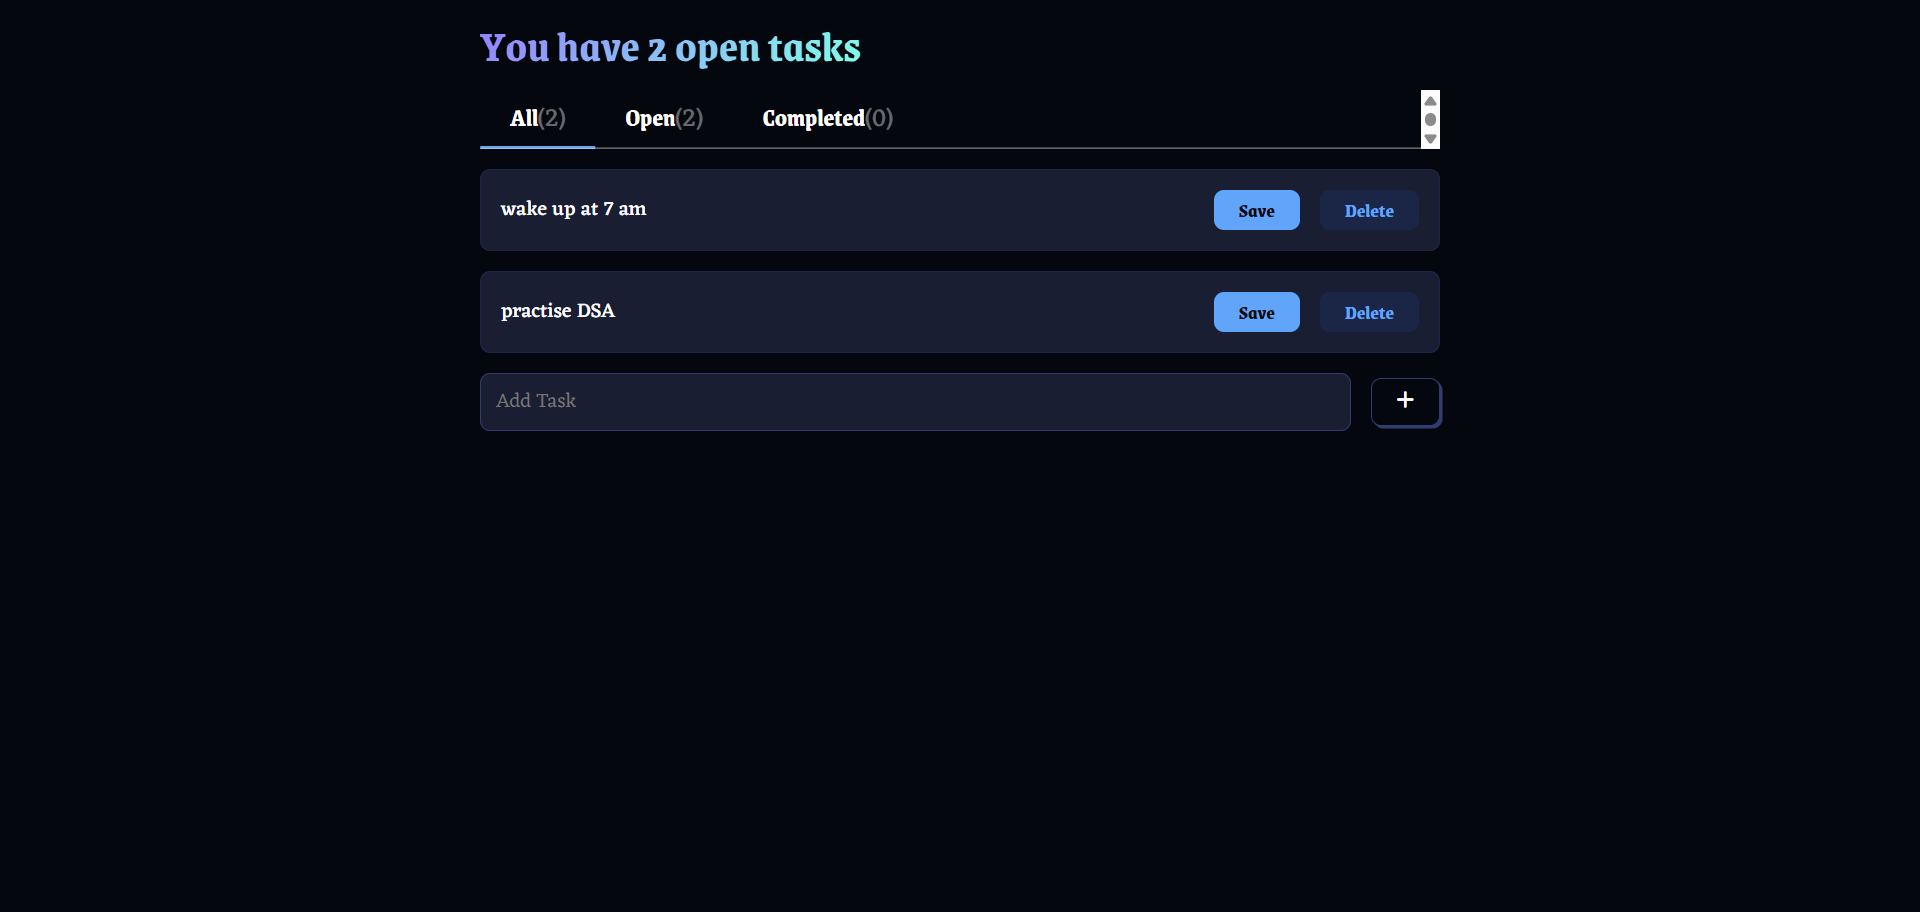 You have 2 open tasks
All(2) Open(2) Completed(0)
wake up at 7 am Save Delete
practise DSA Save Delete
Add Task +